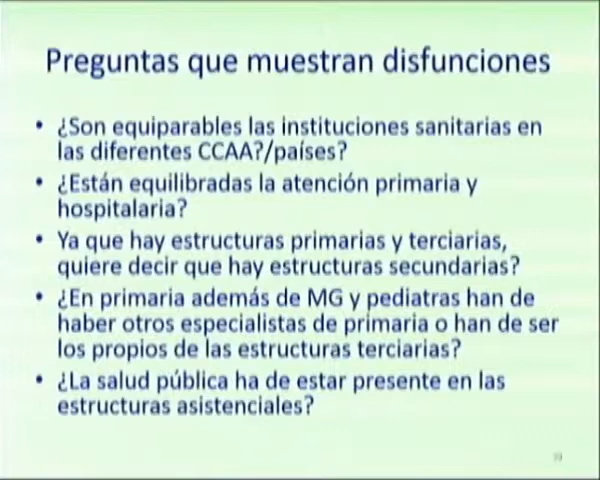 Preguntas que muestran disfunciones
• ¿Son equiparables las instituciones sanitarias en
las diferentes CCAA?/países?
• ¿Están equilibradas la atención primaria y
hospitalaria?
• Ya que hay estructuras primarias y terciarias,
quiere decir que hay estructuras secundarias?
• ¿En primaria además de MG y pediatras han de
haber otros especialistas de primaria o han de ser
los propios de las estructuras terciarias?
• ¿La salud pública ha de estar presente en las
estructuras asistenciales?